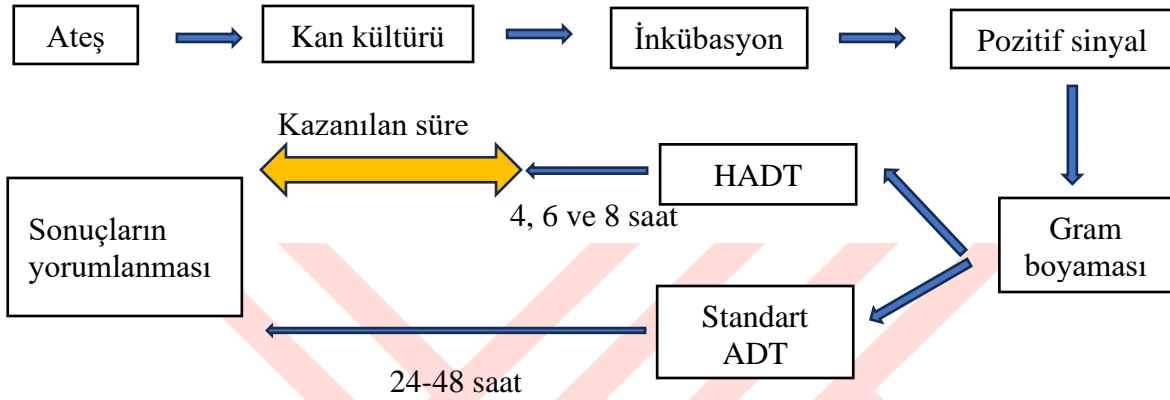 Ateş
Kan kültürü
İnkübasyon
Pozitif sinyal
Kazanılan süre
HADT
4, 6 ve 8 saat
Sonuçların
yorumlanması
Gram
boyaması
Standart
ADT
24-48 saat